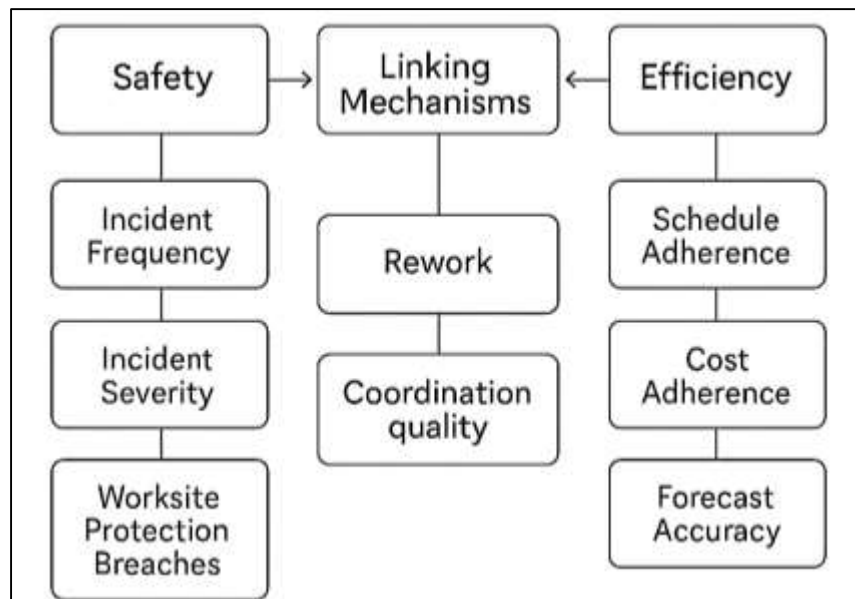 Safety
Linking
Mechanisms
Efficiency
Incident
Frequency
Incident
Severity
Worksite
Protection
Breaches
Rework
Coordination
quality
Schedule
Adherence
Cost
Adherence
Forecast
Accuracy